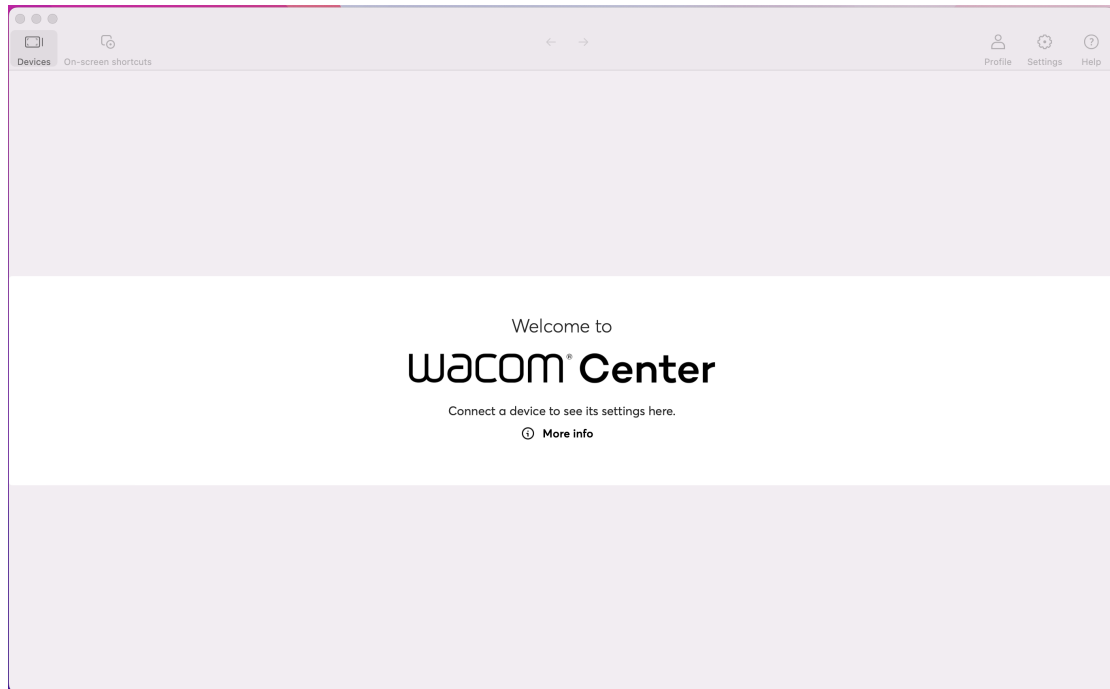 Devices
On-screen shortcuts
Profile
Settings
Help
Welcome to
wacom® Center
Connect a device to see its settings here.
More info